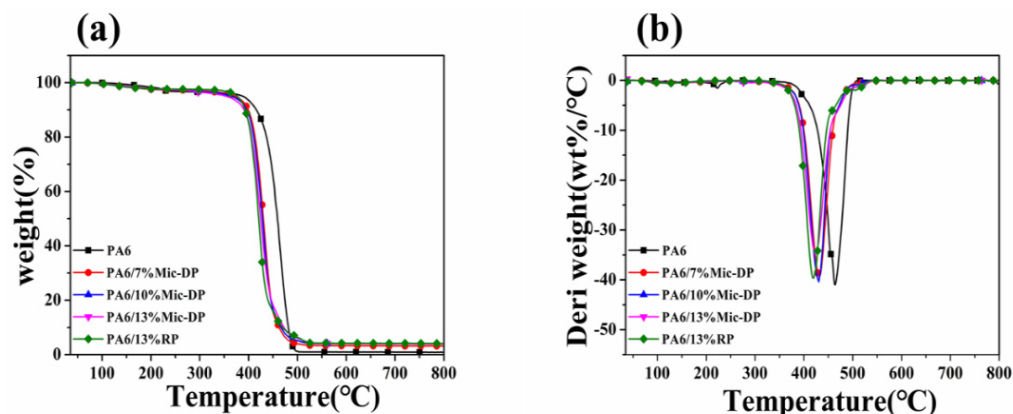 (a)
weight(%)
100
80
60
40
20
0
PA6
PA6/7%Mic-DP
PA6/10%Mic-DP
PA6/13%Mic-DP
PA6/13%RP
100 200 300 400 500 600 700 800
Temperature(℃)
(b)
Deri weight(wt%/°C)
0
-10
-20
-30
-40
-50
PA6
PA6/7%Mic-DP
PA6/10%Mic-DP
PA6/13%Mic-DP
PA6/13%RP
100 200 300 400 500 600 700 800
Temperature(℃)